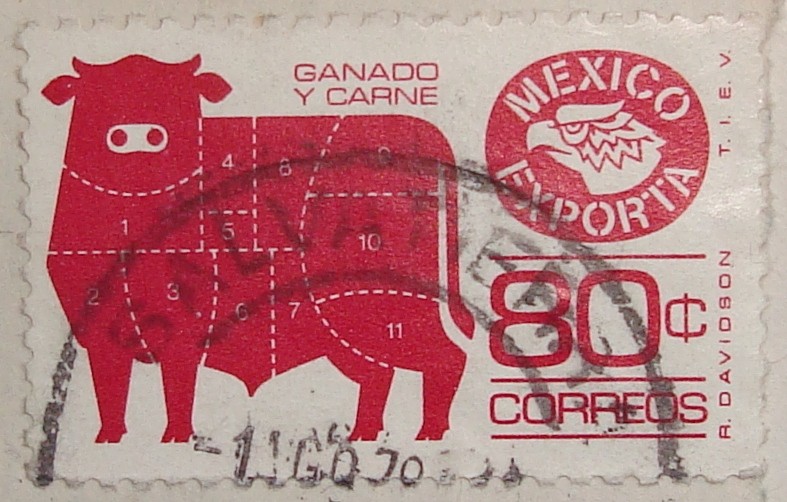 GANADO
Y CARNE
1
2
3
4
5
6
7
8
9
10
11
MEXICO
EXPORTA
80¢
CORREOS
T. I. E. V.
R. DAVIDSON